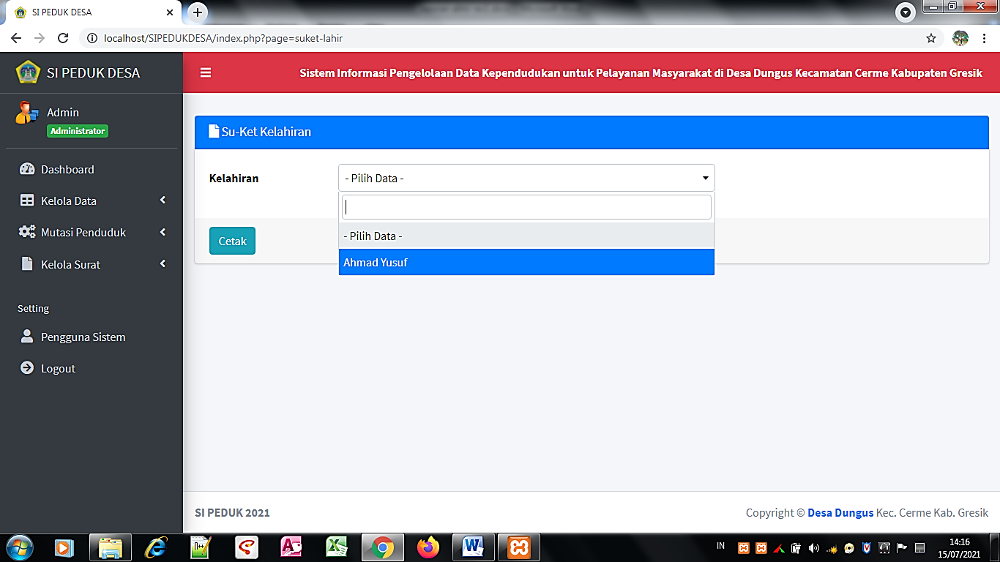 SI PEDUK DESA
localhost/SIPEDUKDESA/index.php?page=suket-lahir
SI PEDUK DESA
Sistem Informasi Pengelolaan Data Kependudukan untuk Pelayanan Masyarakat di Desa Dungus Kecamatan Cerme Kabupaten Gresik
Admin
Administrator
Dashboard
Kelola Data
Mutasi Penduduk
Kelola Surat
Setting
Pengguna Sistem
Logout
Su-Ket Kelahiran
Kelahiran
- Pilih Data -
- Pilih Data -
Ahmad Yusuf
Cetak
SI PEDUK 2021
Copyright © Desa Dungus Kec. Cerme Kab. Gresik
IN
14:16
15/07/2021